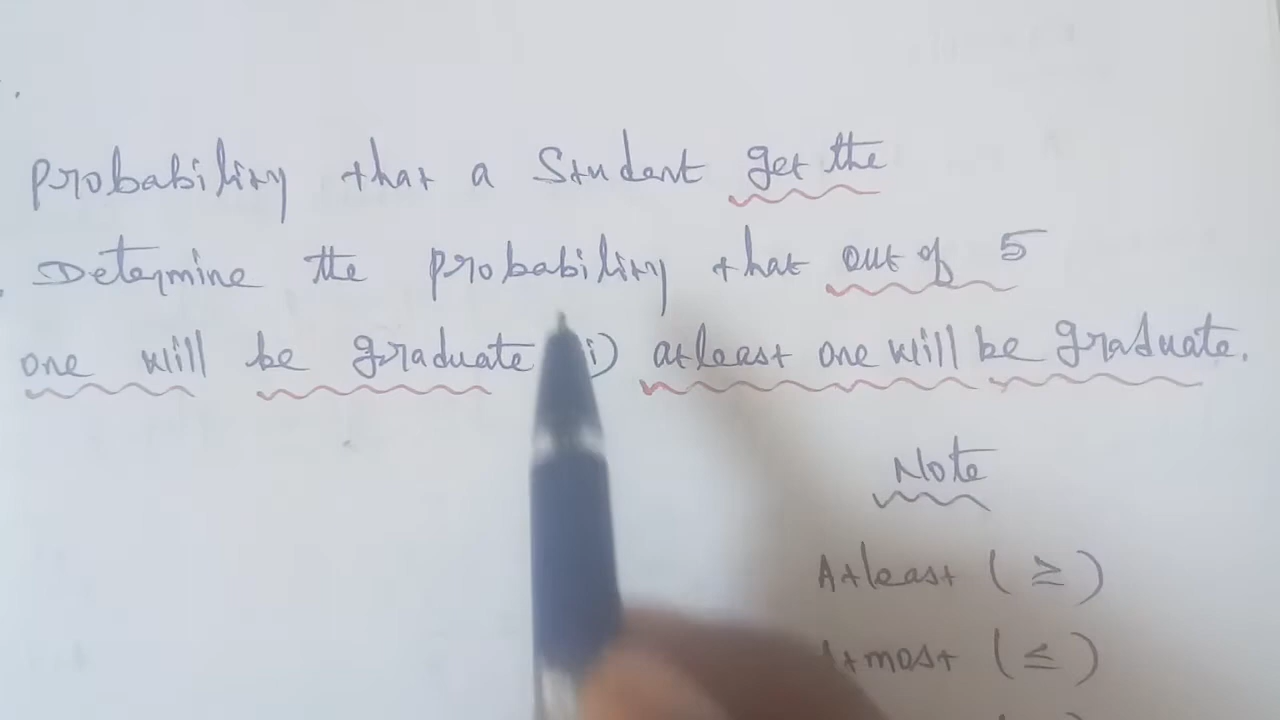 Probability that a Student get the
Determine the probability that out of 5
one will be graduate i) atleast one will be graduate.
Note
Atleast (≥)
Atmost (≤)